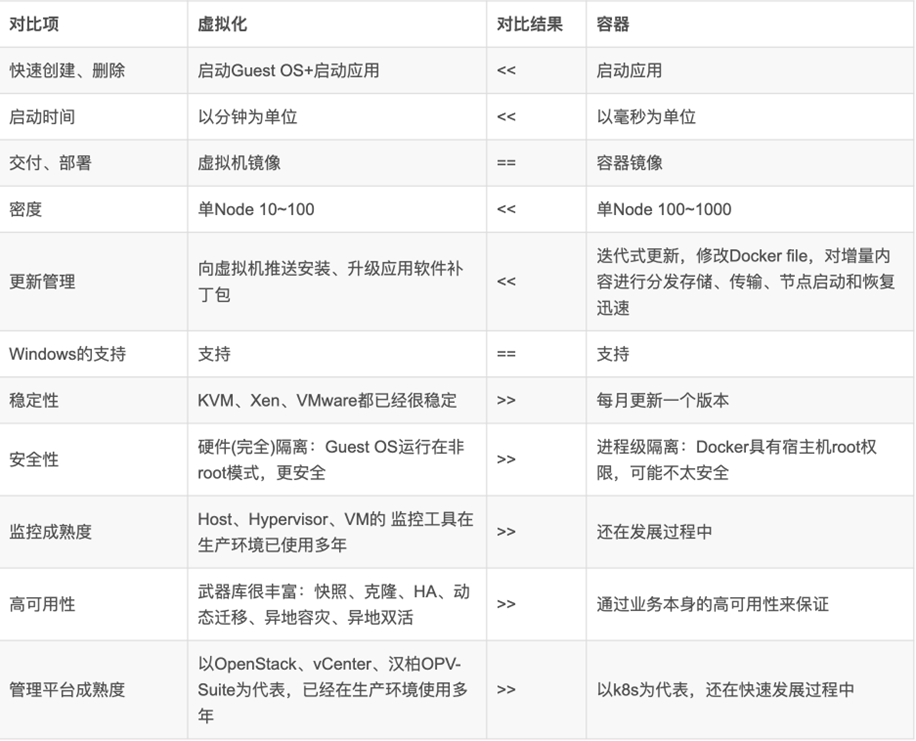 对比项 虚拟化 对比结果 容器
快速创建、删除 启动Guest OS+启动应用 << 启动应用
启动时间 以分钟为单位 << 以毫秒为单位
交付、部署 虚拟机镜像 == 容器镜像
密度 单Node 10~100 << 单Node 100~1000
更新管理
向虚拟机推送安装、升级应用软件补
丁包
<<
迭代式更新，修改Docker file，对增量内
容进行分发存储、传输、节点启动和恢复
迅速
Windows的支持 支持 == 支持
稳定性 KVM、Xen、VMware都已经很稳定 >> 每月更新一个版本
安全性
硬件(完全)隔离：Guest OS运行在非
root模式，更安全
>>
进程级隔离：Docker具有宿主机root权
限，可能不太安全
监控成熟度
Host、Hypervisor、VM的 监控工具在
生产环境已使用多年
>>
还在发展过程中
高可用性
武器库很丰富：快照、克隆、HA、动
态迁移、异地容灾、异地双活
>>
通过业务本身的高可用性来保证
管理平台成熟度
以OpenStack、vCenter、汉柏OPV-
Suite为代表，已经在生产环境使用多
年
>>
以k8s为代表，还在快速发展过程中